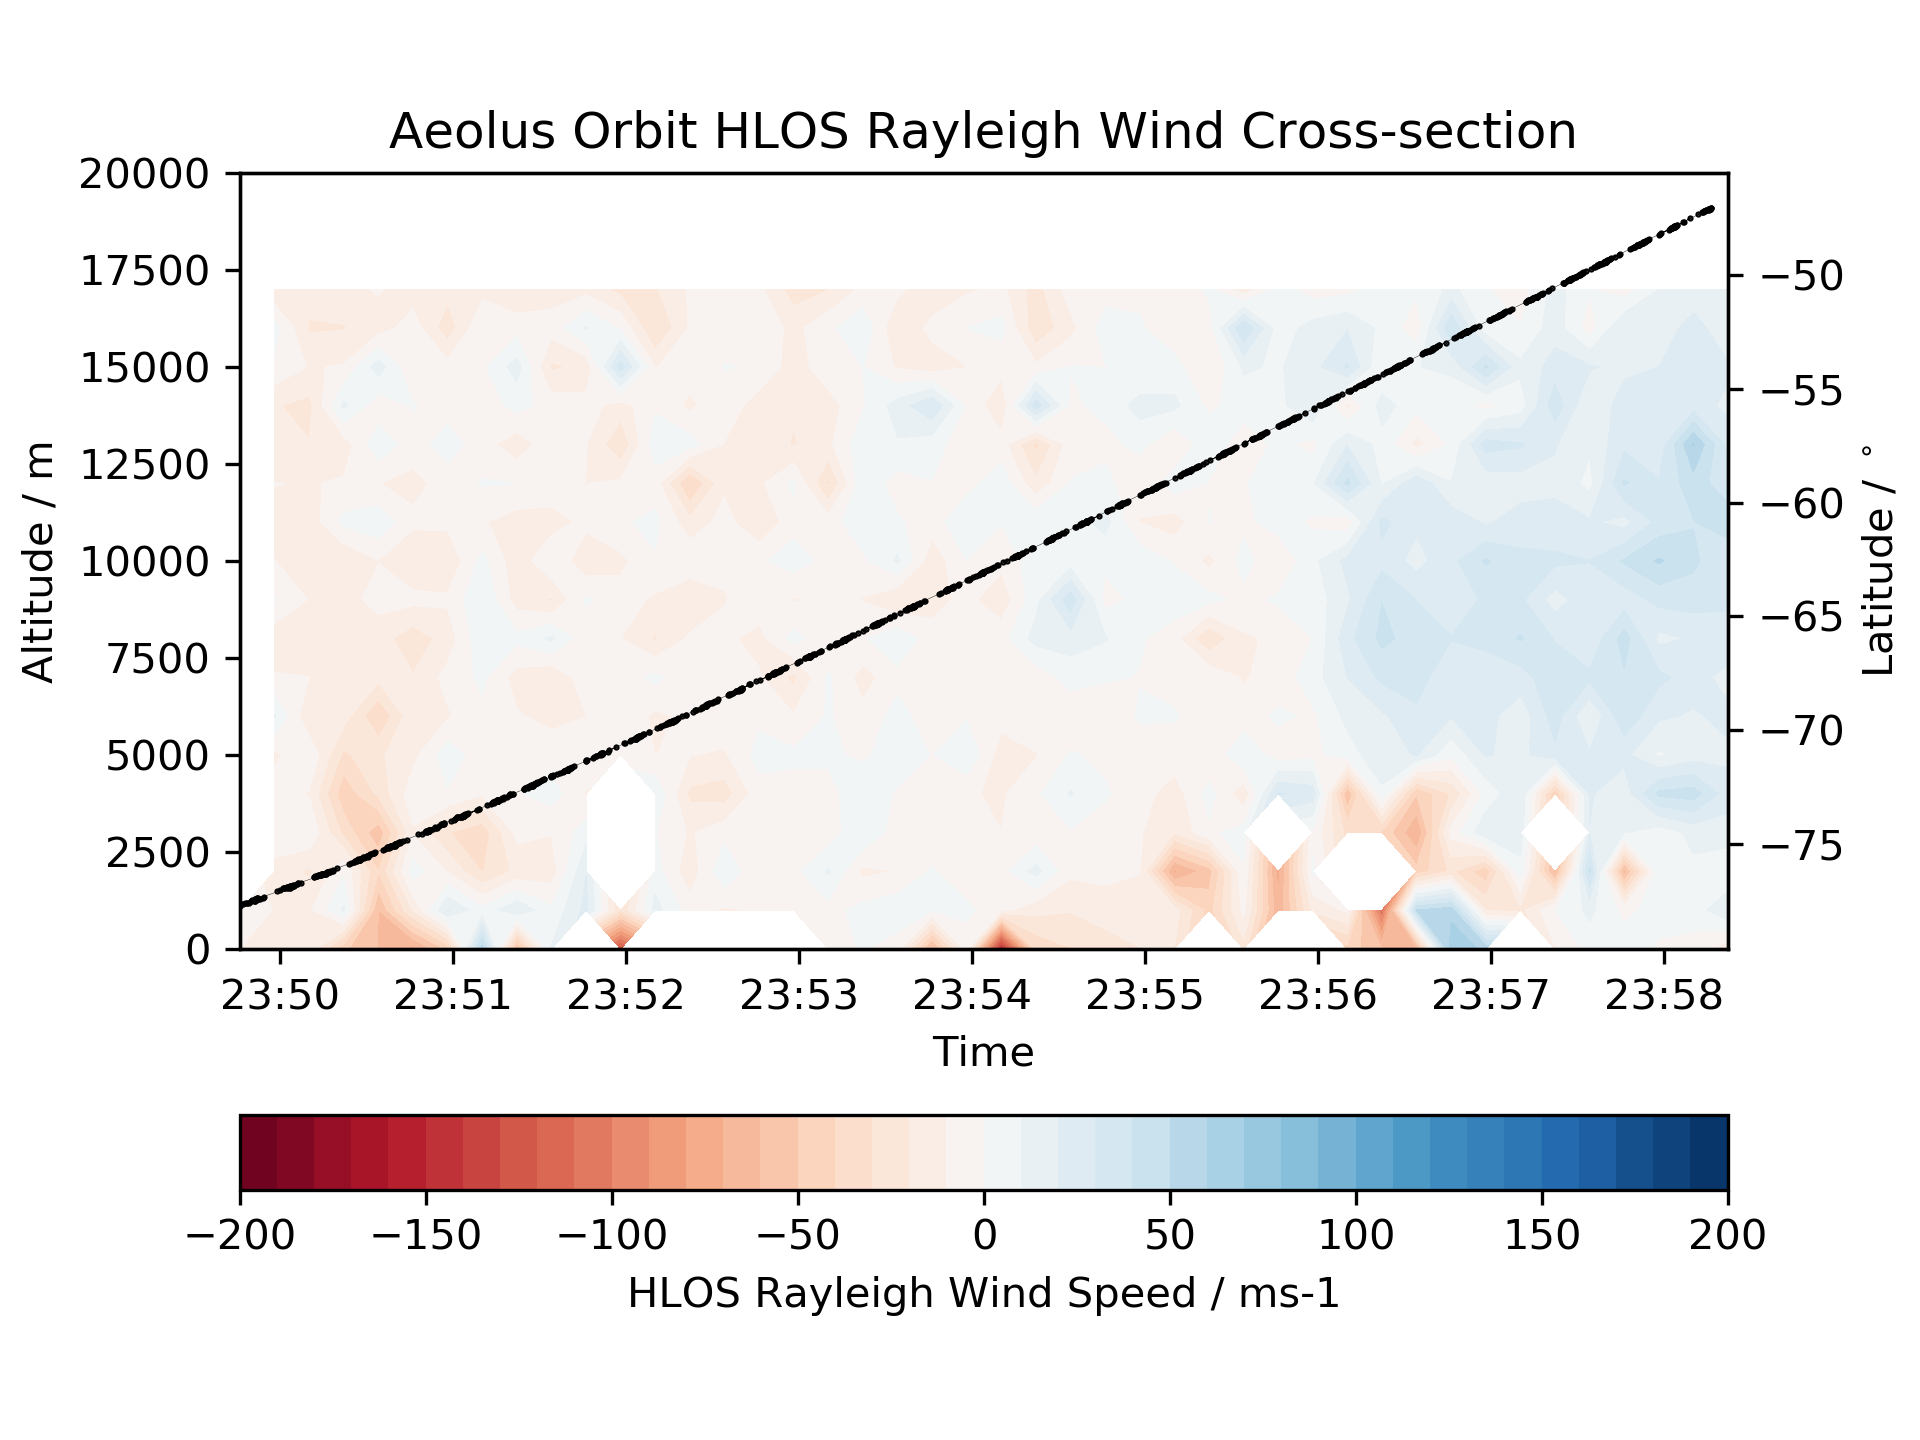 Aeolus Orbit HLOS Rayleigh Wind Cross-section
20000
17500
15000
12500
10000
7500
5000
2500
0
Altitude / m
−50
−55
−60
−65
−70
−75
Latitude / °
23:50 23:51 23:52 23:53 23:54 23:55 23:56 23:57 23:58
Time
−200 −150 −100 −50 0 50 100 150 200
HLOS Rayleigh Wind Speed / ms-1